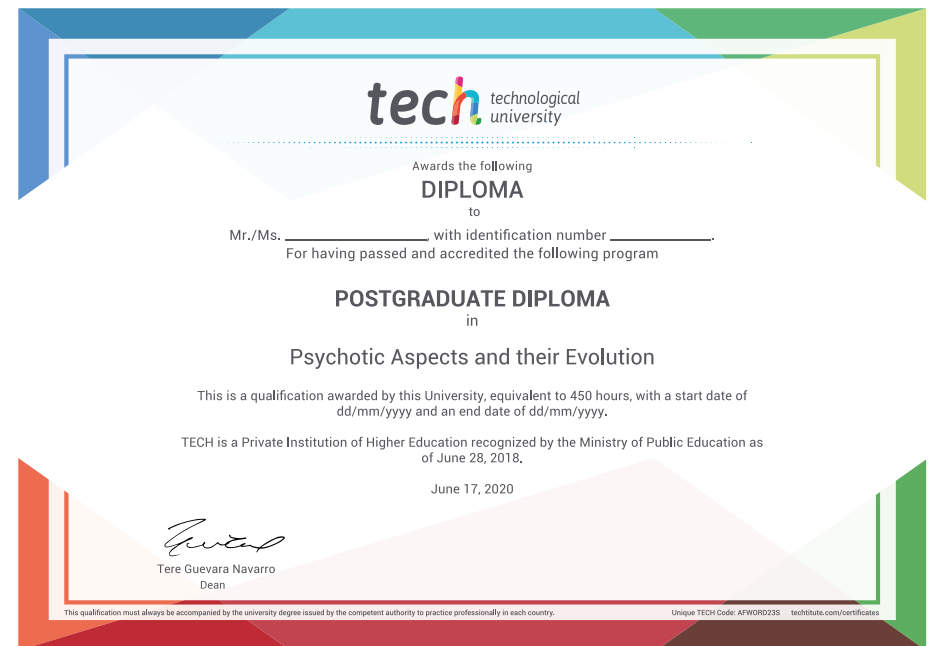 tech technological
university
Awards the following
DIPLOMA
to
Mr./Ms. ____________________, with identification number ______________.
For having passed and accredited the following program
POSTGRADUATE DIPLOMA
in
Psychotic Aspects and their Evolution
This is a qualification awarded by this University, equivalent to 450 hours, with a start date of
dd/mm/yyyy and an end date of dd/mm/yyyy.
TECH is a Private Institution of Higher Education recognized by the Ministry of Public Education as
of June 28, 2018.
June 17, 2020
Tere Guevara Navarro
Dean
This qualification must always be accompanied by the university degree issued by the competent authority to practice professionally in each country.
Unique TECH Code: AFWORD23S techtitute.com/certificates